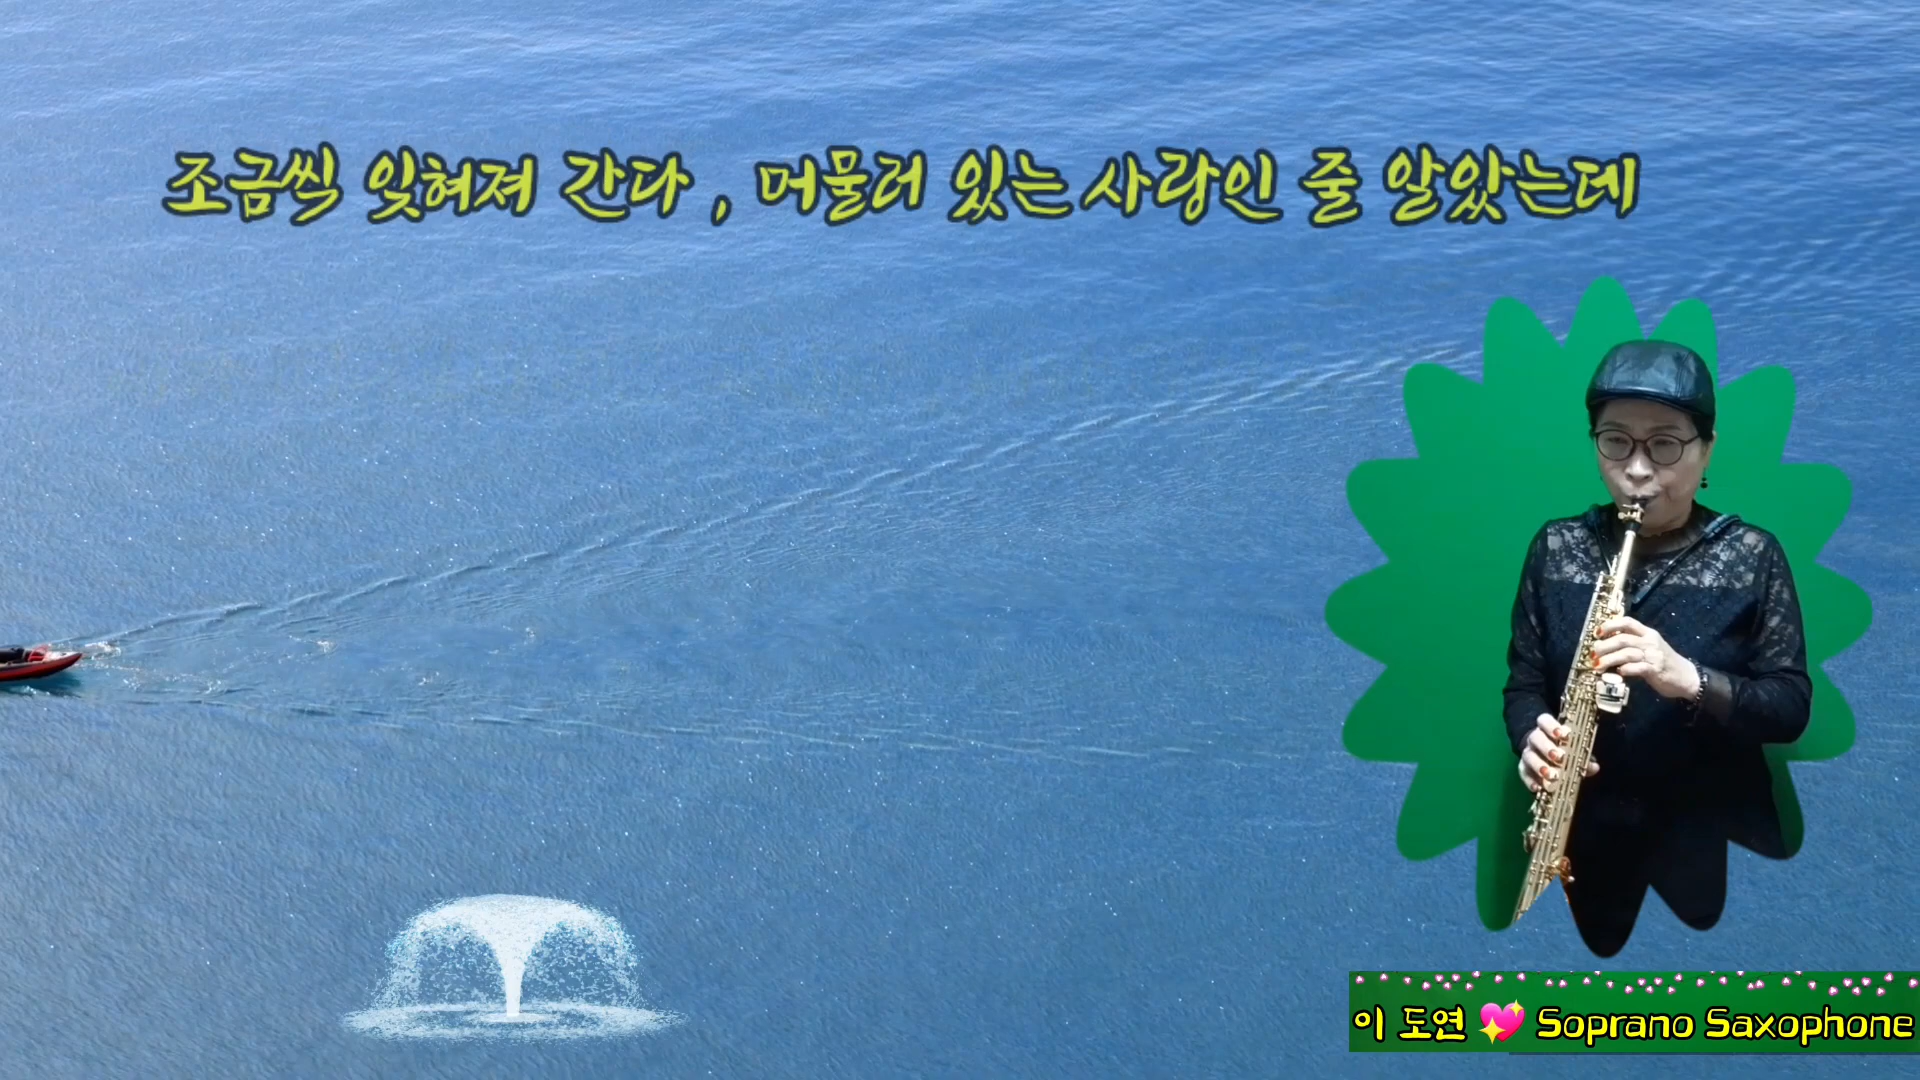 조금씩 잊혀져 간다 , 머물러 있는 사랑인 줄 알았는데
이 도연 💖 Soprano Saxophone